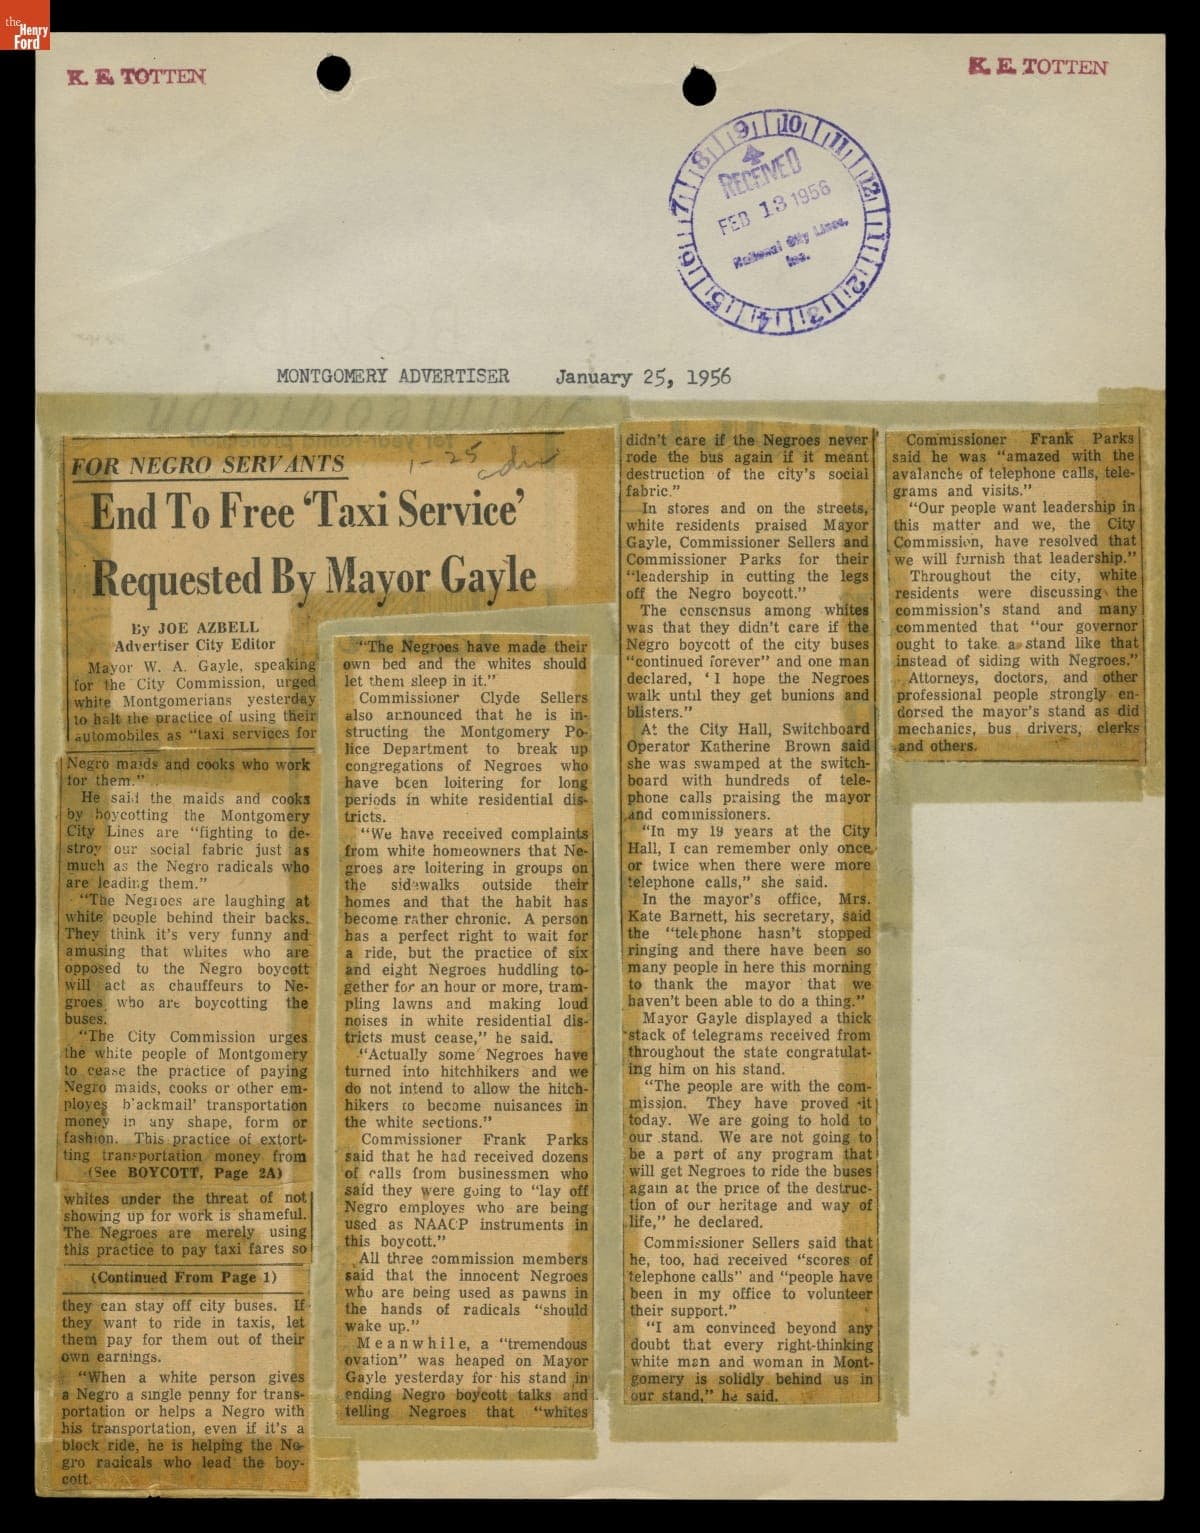 the
Henry
Ford
K. E. TOTTEN
K. E. TOTTEN
RECEIVED
FEB 13 1956
National City Lines,
Inc.
7 8 9 10 11 12 1 2 3 4 5 6
MONTGOMERY ADVERTISER January 25, 1956
1-25
adv
FOR NEGRO SERVANTS
End To Free 'Taxi Service'
Requested By Mayor Gayle
By JOE AZBELL
Advertiser City Editor
Mayor W. A. Gayle, speaking
for the City Commission, urged
white Montgomerians yesterday
to halt the practice of using their
automobiles as "taxi services for
Negro maids and cooks who work
for them."
He said the maids and cooks
by boycotting the Montgomery
City Lines are "fighting to de-
stroy our social fabric just as
much as the Negro radicals who
are leading them."
"The Negroes are laughing at
white people behind their backs.
They think it's very funny and
amusing that whites who are
opposed to the Negro boycott
will act as chauffeurs to Ne-
groes who are boycotting the
buses.
"The City Commission urges
the white people of Montgomery
to cease the practice of paying
Negro maids, cooks or other em-
ployes b'ackmail' transportation
money in any shape, form or
fashion. This practice of extort-
ting transportation money from
(See BOYCOTT, Page 2A)
whites under the threat of not
showing up for work is shameful.
The Negroes are merely using
this practice to pay taxi fares so
(Continued From Page 1)
they can stay off city buses. If
they want to ride in taxis, let
them pay for them out of their
own earnings.
"When a white person gives
a Negro a single penny for trans-
portation or helps a Negro with
his transportation, even if it's a
block ride, he is helping the Ne-
gro radicals who lead the boy-
cott.
"The Negroes have made their
own bed and the whites should
let them sleep in it."
Commissioner Clyde Sellers
also announced that he is in-
structing the Montgomery Po-
lice Department to break up
congregations of Negroes who
have been loitering for long
periods in white residential dis-
tricts.
"We have received complaints
from white homeowners that Ne-
groes are loitering in groups on
the sidewalks outside their
homes and that the habit has
become rather chronic. A person
has a perfect right to wait for
a ride, but the practice of six
and eight Negroes huddling to-
gether for an hour or more, tram-
pling lawns and making loud
noises in white residential dis-
tricts must cease," he said.
"Actually some Negroes have
turned into hitchhikers and we
do not intend to allow the hitch-
hikers to become nuisances in
the white sections."
Commissioner Frank Parks
said that he had received dozens
of calls from businessmen who
said they were going to "lay off
Negro employes who are being
used as NAACP instruments in
this boycott."
All three commission members
said that the innocent Negroes
who are being used as pawns in
the hands of radicals "should
wake up."
Meanwhile, a "tremendous
ovation" was heaped on Mayor
Gayle yesterday for his stand in
ending Negro boycott talks and
telling Negroes that "whites
didn't care if the Negroes never
rode the bus again if it meant
destruction of the city's social
fabric."
In stores and on the streets,
white residents praised Mayor
Gayle, Commissioner Sellers and
Commissioner Parks for their
"leadership in cutting the legs
off the Negro boycott."
The consensus among whites
was that they didn't care if the
Negro boycott of the city buses
"continued forever" and one man
declared, 'I hope the Negroes
walk until they get bunions and
blisters."
At the City Hall, Switchboard
Operator Katherine Brown said
she was swamped at the switch-
board with hundreds of tele-
phone calls praising the mayor
and commissioners.
"In my 19 years at the City
Hall, I can remember only once
or twice when there were more
telephone calls," she said.
In the mayor's office, Mrs.
Kate Barnett, his secretary, said
the "telephone hasn't stopped
ringing and there have been so
many people in here this morning
to thank the mayor that we
haven't been able to do a thing."
Mayor Gayle displayed a thick
stack of telegrams received from
throughout the state congratulat-
ing him on his stand.
"The people are with the com-
mission. They have proved it
today. We are going to hold to
our stand. We are not going to
be a part of any program that
will get Negroes to ride the buses
again at the price of the destruc-
tion of our heritage and way of
life," he declared.
Commissioner Sellers said that
he, too, had received "scores of
telephone calls" and "people have
been in my office to volunteer
their support."
"I am convinced beyond any
doubt that every right-thinking
white man and woman in Mont-
gomery is solidly behind us in
our stand," he said.
Commissioner Frank Parks
said he was "amazed with the
avalanche of telephone calls, tele-
grams and visits."
"Our people want leadership in
this matter and we, the City
Commission, have resolved that
we will furnish that leadership."
Throughout the city, white
residents were discussing the
commission's stand and many
commented that "our governor
ought to take a stand like that
instead of siding with Negroes."
Attorneys, doctors, and other
professional people strongly en-
dorsed the mayor's stand as did
mechanics, bus drivers, clerks
and others.